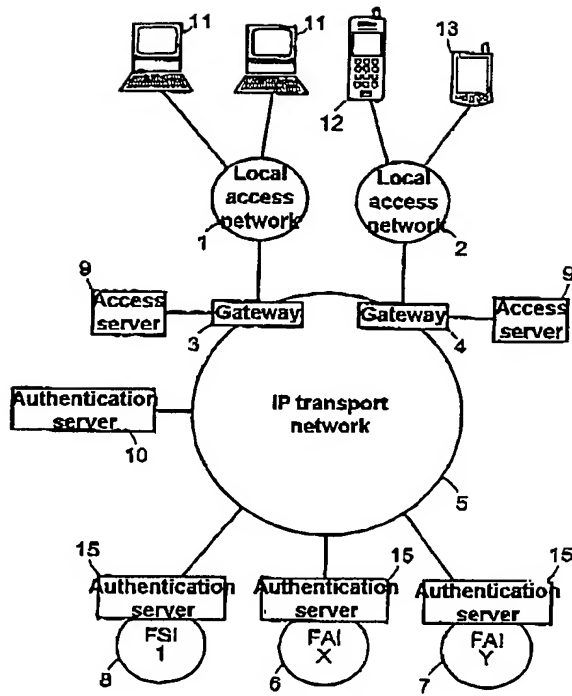 11
11
12
13
Local
access
network
1
Local
access
network
2
9
Access
server
Gateway
3
Gateway
4
9
Access
server
Authentication
server
10
IP transport
network
5
15
Authentication
server
FSI
1
8
15
Authentication
server
FAI
X
6
15
Authentication
server
FAI
Y
7